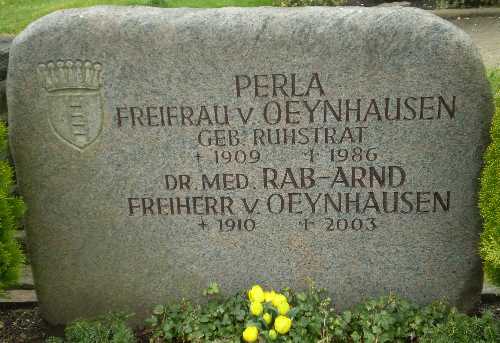 PERLA
FREIFRAU V. OEYNHAUSEN
GEB. RUHSTRAT
+ 1909 + 1986
DR. MED. RAB-ARND
FREIHERR V. OEYNHAUSEN
+ 1910 + 2003